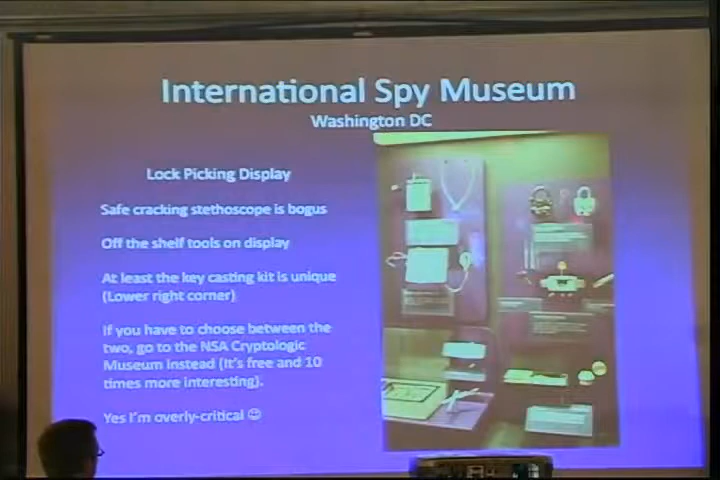 International Spy Museum
Washington DC
Lock Picking Display
Safe cracking stethoscope is bogus
Off the shelf tools on display
At least the key casting kit is unique
(Lower right corner)
If you have to choose between the
two, go to the NSA Cryptologic
Museum instead (It's free and 10
times more interesting).
Yes I'm overly-critical ☺